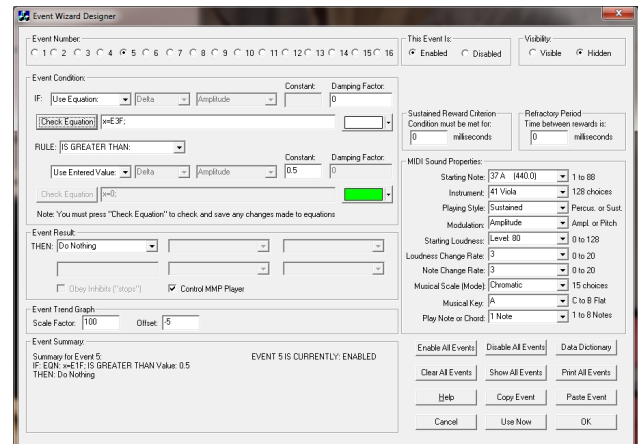 Event Wizard Designer
Event Number:
1 2 3 4 5 6 7 8 9 10 11 12 13 14 15 16
This Event Is:
Enabled Disabled
Visibility:
Visible Hidden
Event Condition:
Constant: Damping Factor:
IF: Use Equation: Delta Amplitude 0
Check Equation x=E3F;
RULE: IS GREATER THAN:
Constant: Damping Factor:
Use Entered Value: Delta Amplitude 0.5 0
Check Equation x=0;
Note: You must press "Check Equation" to check and save any changes made to equations
Sustained Reward Criterion
Condition must be met for:
0 milliseconds
Refractory Period
Time between rewards is:
0 milliseconds
MIDI Sound Properties:
Starting Note: 37 A (440.0) 1 to 88
Instrument: 41 Viola 128 choices
Playing Style: Sustained Percus. or Sust.
Modulation: Amplitude Ampl. or Pitch
Starting Loudness: Level: 80 0 to 128
Loudness Change Rate: 3 0 to 20
Note Change Rate: 3 0 to 20
Musical Scale (Mode): Chromatic 15 choices
Musical Key: A C to B Flat
Play Note or Chord: 1 Note 1 to 8 Notes
Event Result:
THEN: Do Nothing
Obey Inhibits ("stops") Control MMP Player
Event Trend Graph
Scale Factor: 100 Offset: -5
Event Summary:
Summary for Event 5: EVENT 5 IS CURRENTLY: ENABLED
IF: EQN: x=E1F; IS GREATER THAN Value: 0.5
THEN: Do Nothing
Enable All Events Disable All Events Data Dictionary
Clear All Events Show All Events Print All Events
Help Copy Event Paste Event
Cancel Use Now OK